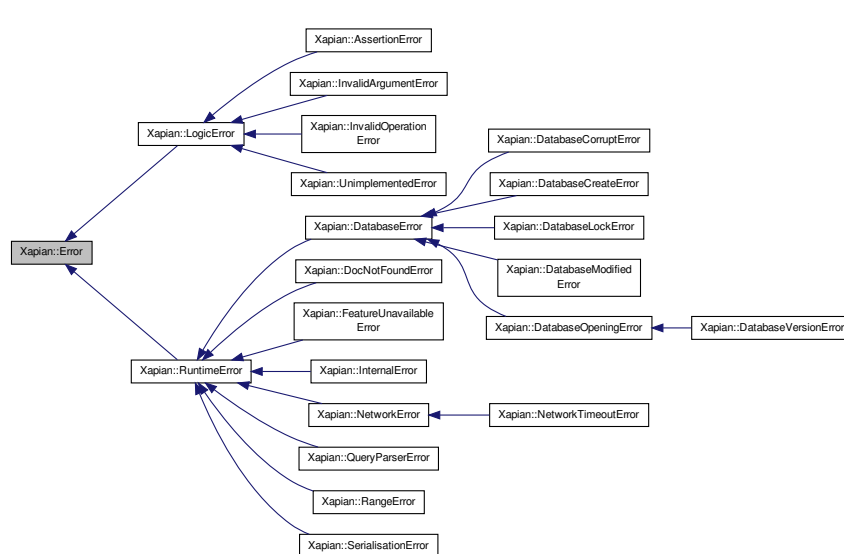 Xapian::AssertionError
Xapian::InvalidArgumentError
Xapian::LogicError
Xapian::InvalidOperation
Error
Xapian::DatabaseCorruptError
Xapian::UnimplementedError
Xapian::DatabaseCreateError
Xapian::DatabaseError
Xapian::DatabaseLockError
Xapian::Error
Xapian::DocNotFoundError
Xapian::DatabaseModified
Error
Xapian::FeatureUnavailable
Error
Xapian::DatabaseOpeningError
Xapian::DatabaseVersionError
Xapian::RuntimeError
Xapian::InternalError
Xapian::NetworkError
Xapian::NetworkTimeoutError
Xapian::QueryParserError
Xapian::RangeError
Xapian::SerialisationError